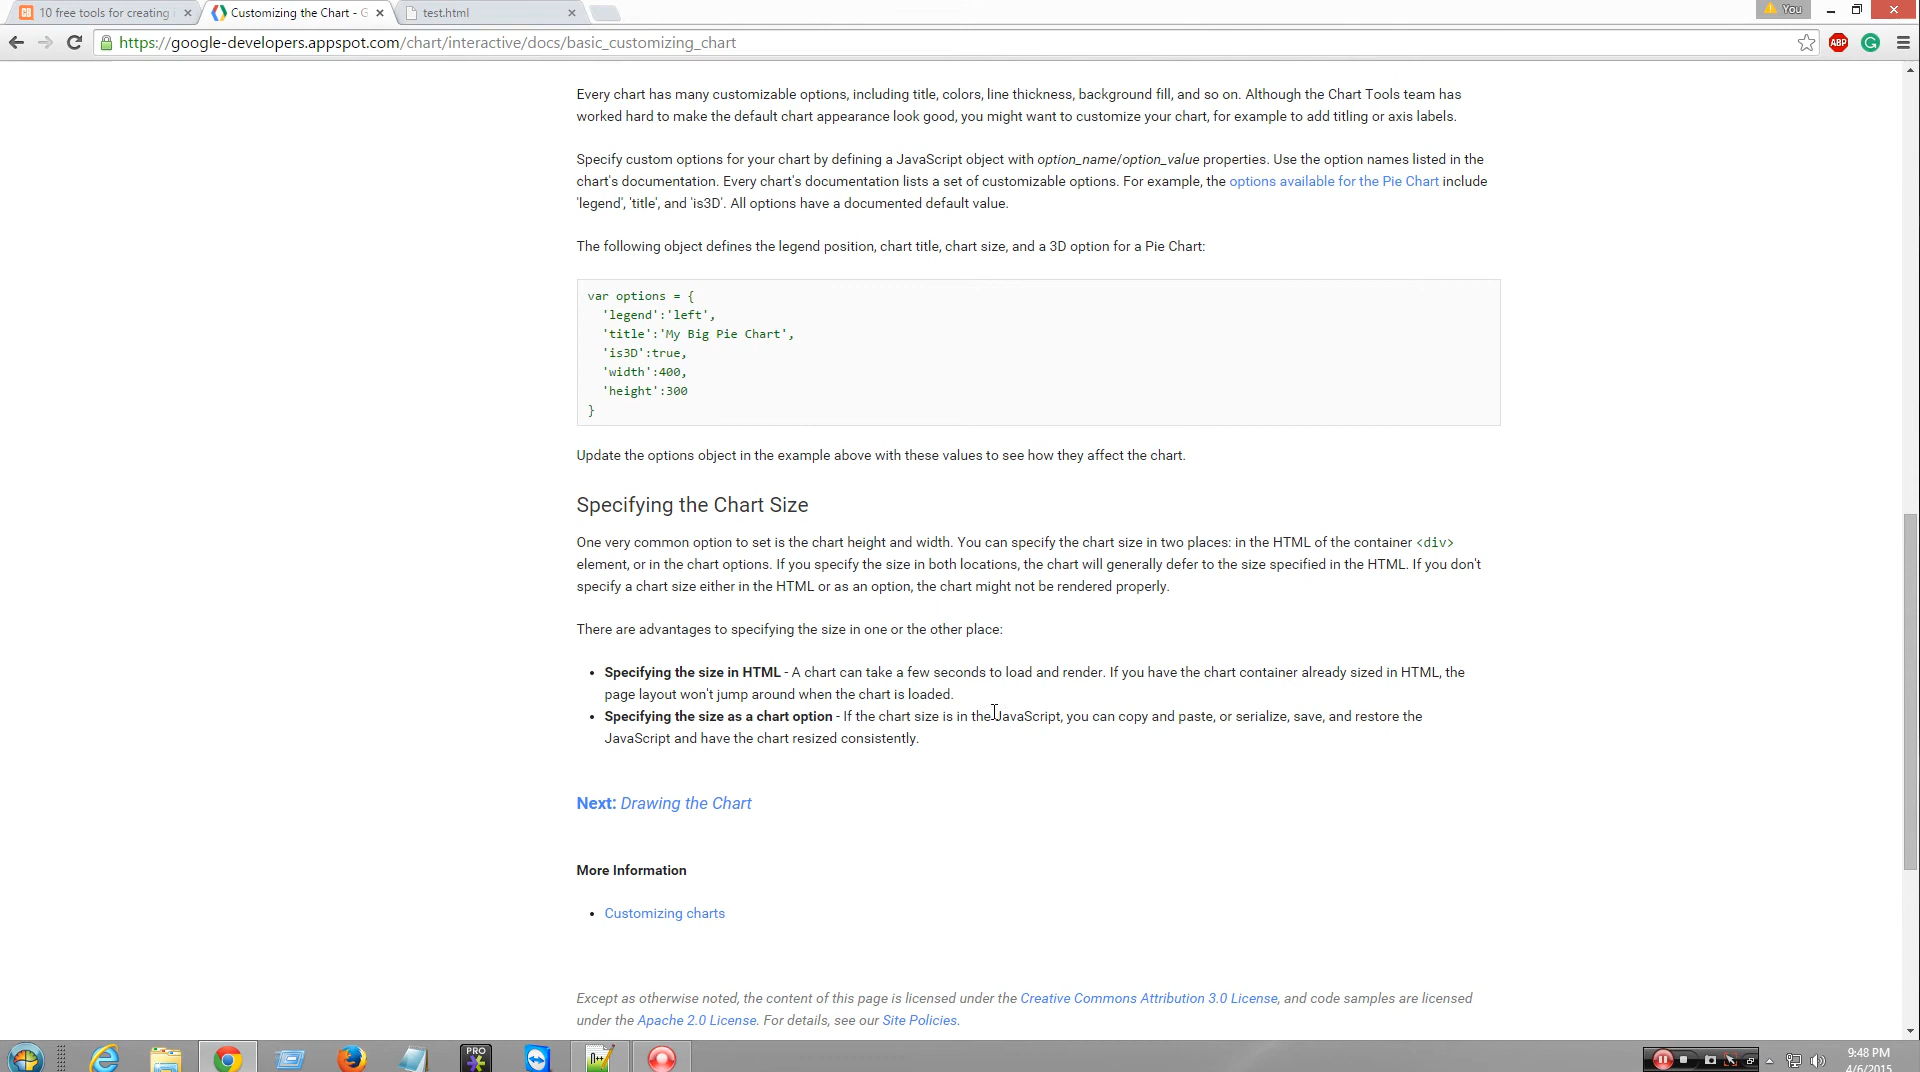 10 free tools for creating
Customizing the Chart - G
test.html
You
https://google-developers.appspot.com/chart/interactive/docs/basic_customizing_chart
ABP
G
Every chart has many customizable options, including title, colors, line thickness, background fill, and so on. Although the Chart Tools team has
worked hard to make the default chart appearance look good, you might want to customize your chart, for example to add titling or axis labels.
Specify custom options for your chart by defining a JavaScript object with option_name/option_value properties. Use the option names listed in the
chart's documentation. Every chart's documentation lists a set of customizable options. For example, the options available for the Pie Chart include
'legend', 'title', and 'is3D'. All options have a documented default value.
The following object defines the legend position, chart title, chart size, and a 3D option for a Pie Chart:
var options = {
'legend':'left',
'title':'My Big Pie Chart',
'is3D':true,
'width':400,
'height':300
}
Update the options object in the example above with these values to see how they affect the chart.
Specifying the Chart Size
One very common option to set is the chart height and width. You can specify the chart size in two places: in the HTML of the container <div>
element, or in the chart options. If you specify the size in both locations, the chart will generally defer to the size specified in the HTML. If you don't
specify a chart size either in the HTML or as an option, the chart might not be rendered properly.
There are advantages to specifying the size in one or the other place:
• Specifying the size in HTML - A chart can take a few seconds to load and render. If you have the chart container already sized in HTML, the
page layout won't jump around when the chart is loaded.
• Specifying the size as a chart option - If the chart size is in the JavaScript, you can copy and paste, or serialize, save, and restore the
JavaScript and have the chart resized consistently.
Next: Drawing the Chart
More Information
• Customizing charts
Except as otherwise noted, the content of this page is licensed under the Creative Commons Attribution 3.0 License, and code samples are licensed
under the Apache 2.0 License. For details, see our Site Policies.
PRO
9:48 PM
4/6/2015